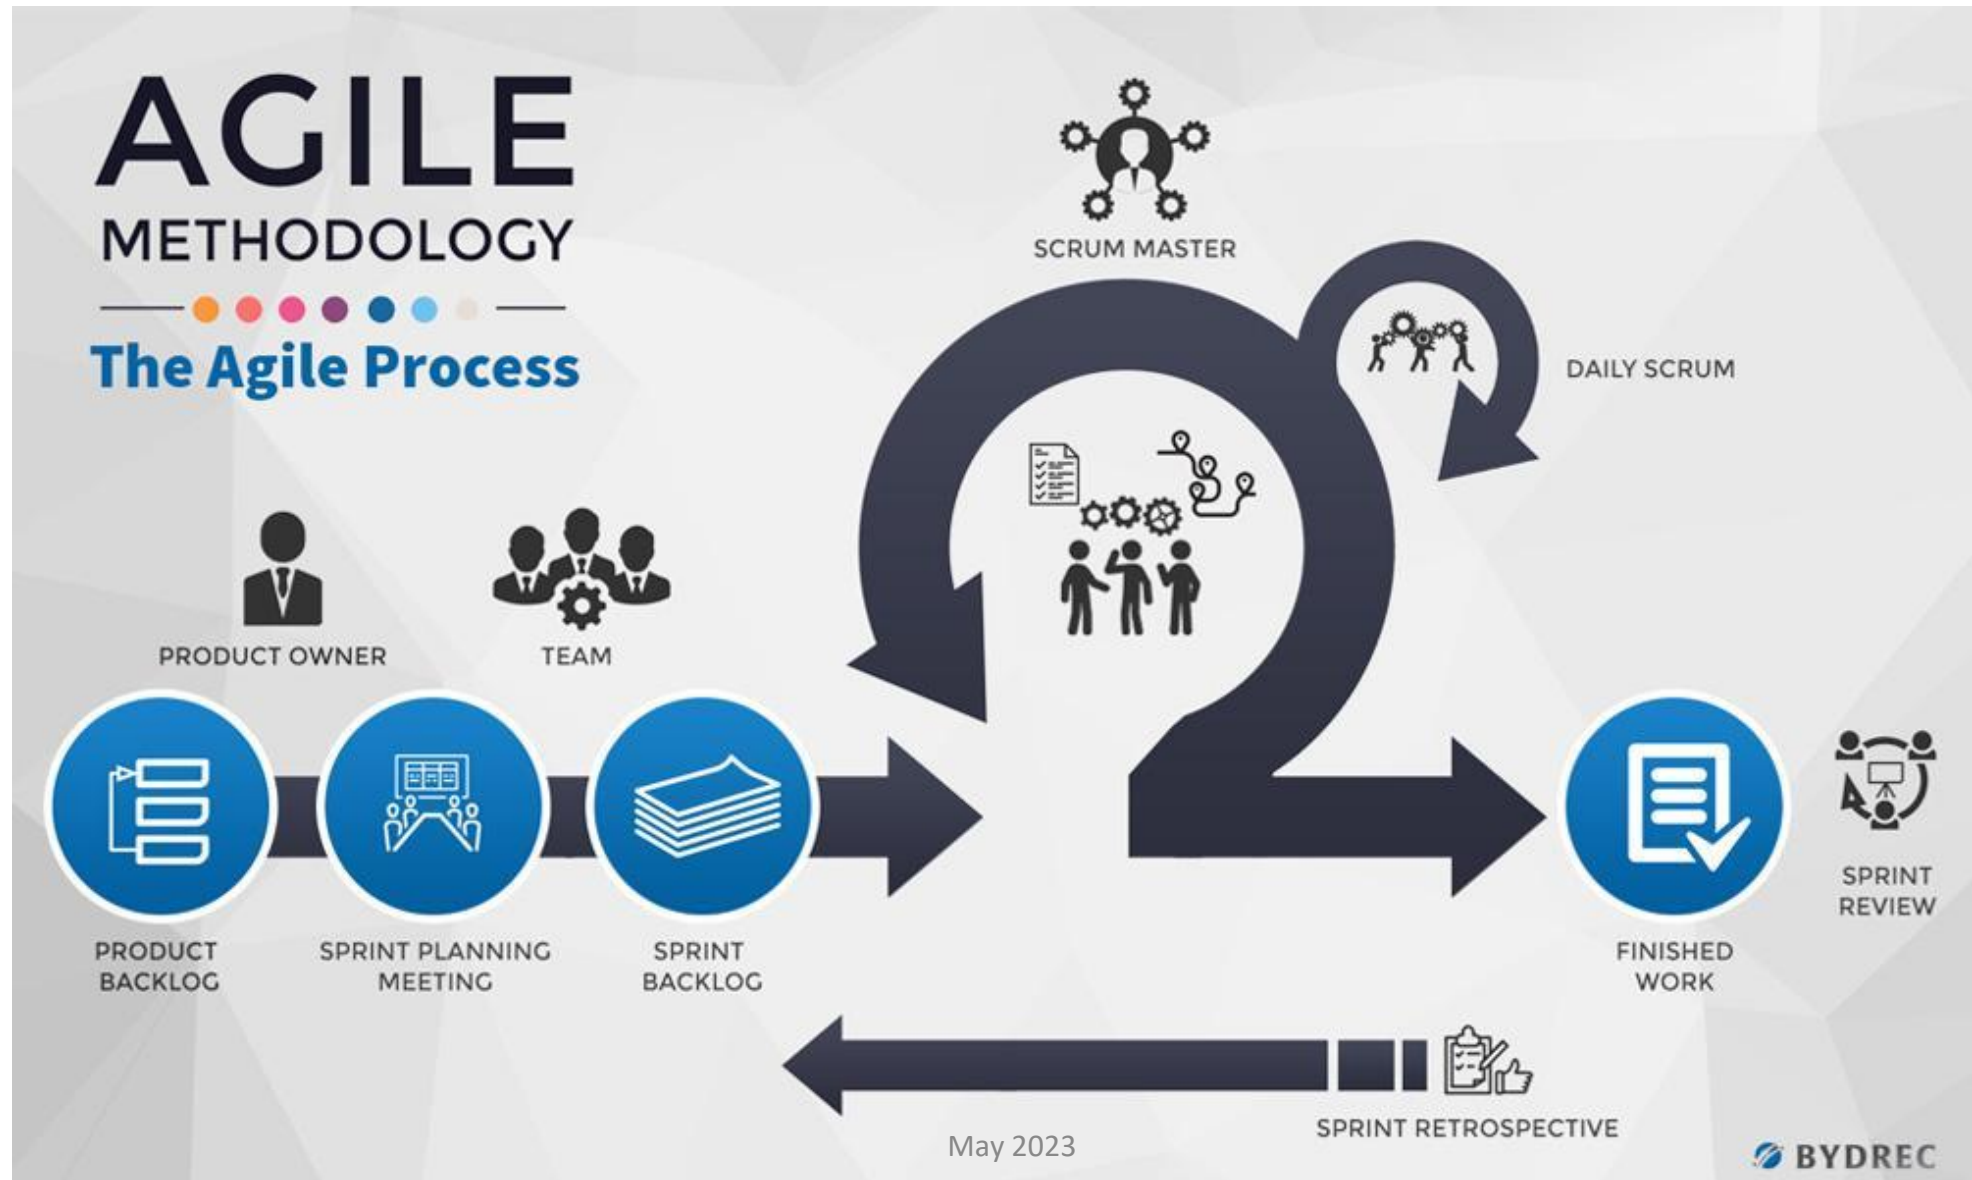 AGILE
METHODOLOGY
The Agile Process
SCRUM MASTER
DAILY SCRUM
PRODUCT OWNER
TEAM
PRODUCT
BACKLOG
SPRINT PLANNING
MEETING
SPRINT
BACKLOG
FINISHED
WORK
SPRINT
REVIEW
SPRINT RETROSPECTIVE
May 2023
BYDREC